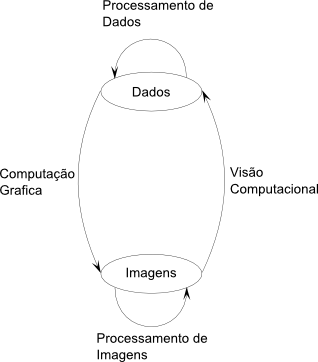 Processamento de
Dados
Dados
Computação
Grafica
Visão
Computacional
Imagens
Processamento de
Imagens